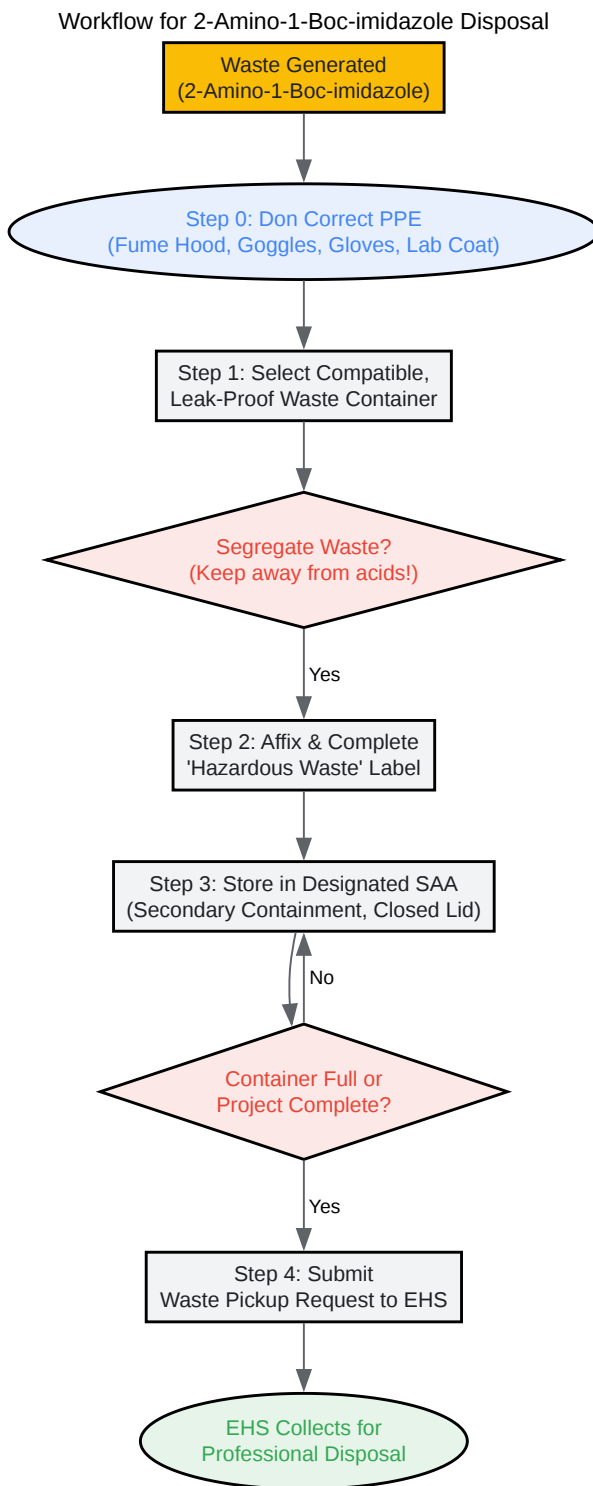 Workflow for 2-Amino-1-Boc-imidazole Disposal
Waste Generated
(2-Amino-1-Boc-imidazole)
Step 0: Don Correct PPE
(Fume Hood, Goggles, Gloves, Lab Coat)
Step 1: Select Compatible,
Leak-Proof Waste Container
Segregate Waste?
(Keep away from acids!)
Yes
Step 2: Affix & Complete
'Hazardous Waste' Label
Step 3: Store in Designated SAA
(Secondary Containment, Closed Lid)
No
Container Full or
Project Complete?
Yes
Step 4: Submit
Waste Pickup Request to EHS
EHS Collects for
Professional Disposal